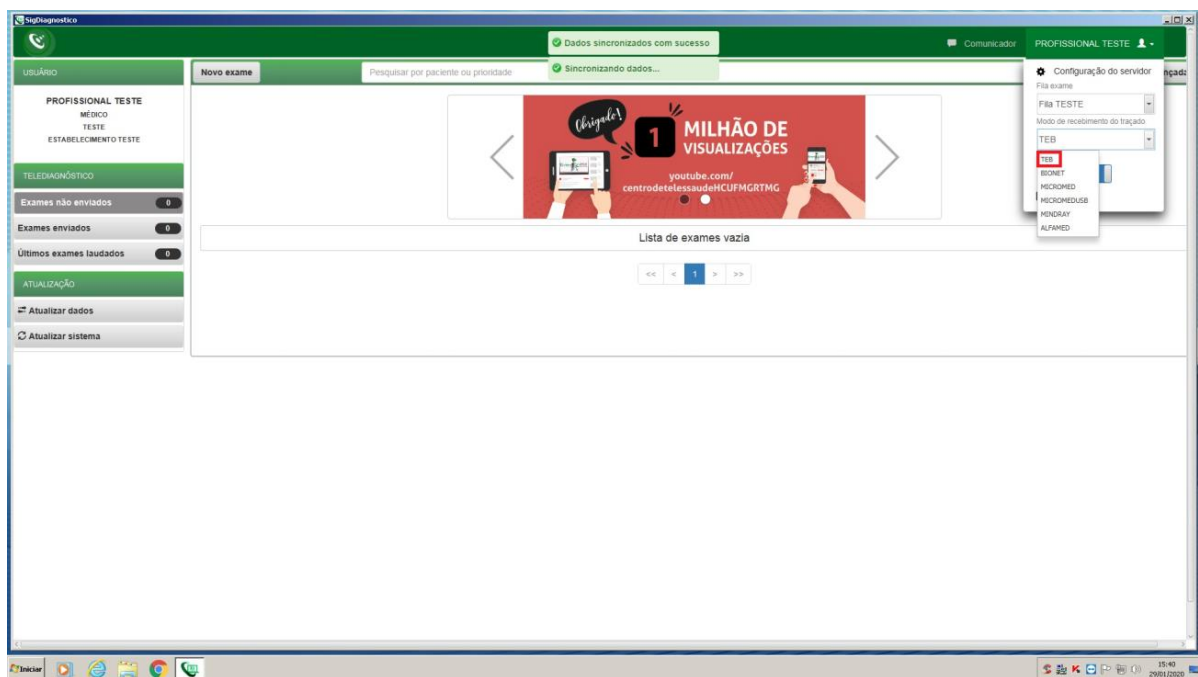 SigDiagnostico
Dados sincronizados com sucesso
Comunicador
PROFISSIONAL TESTE
USUÁRIO
Novo exame
Pesquisar por paciente ou prioridade
Sincronizando dados...
Configuração do servidor
Fila exame
Fila TESTE
Modo de recebimento do traçado
TEB
TEB
BIONET
MICROMED
MICROMEDUSB
MINDRAY
ALFAMED
PROFISSIONAL TESTE
MÉDICO
TESTE
ESTABELECIMENTO TESTE
Obrigado!
1 MILHÃO DE
VISUALIZAÇÕES
youtube.com/
centrodetelessaudeHCUFMGRTMG
TELEDIAGNÓSTICO
Exames não enviados 0
Exames enviados 0
Últimos exames laudados 0
Lista de exames vazia
<< < 1 > >>
ATUALIZAÇÃO
Atualizar dados
Atualizar sistema
Iniciar
15:40
29/01/2020